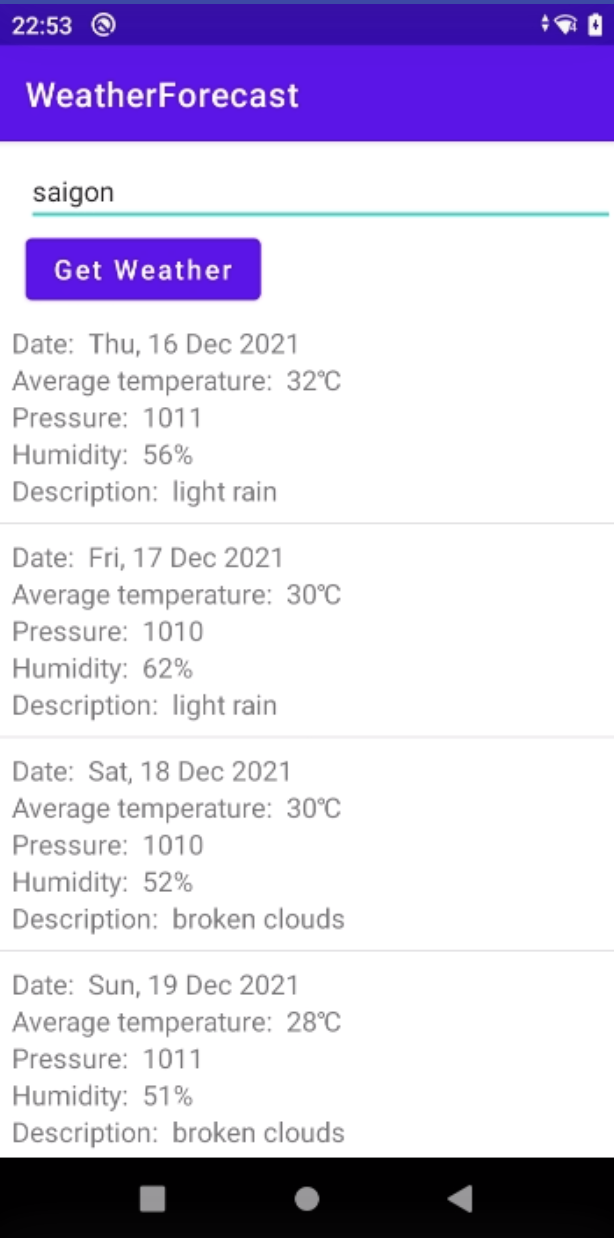 22:53
WeatherForecast
saigon
Get Weather
Date: Thu, 16 Dec 2021
Average temperature: 32℃
Pressure: 1011
Humidity: 56%
Description: light rain
Date: Fri, 17 Dec 2021
Average temperature: 30℃
Pressure: 1010
Humidity: 62%
Description: light rain
Date: Sat, 18 Dec 2021
Average temperature: 30℃
Pressure: 1010
Humidity: 52%
Description: broken clouds
Date: Sun, 19 Dec 2021
Average temperature: 28℃
Pressure: 1011
Humidity: 51%
Description: broken clouds